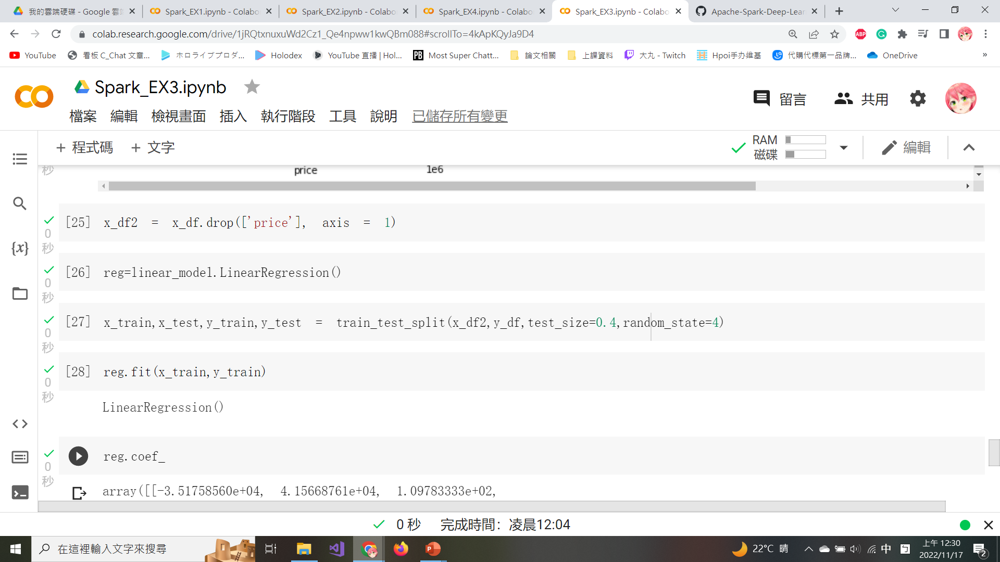 我的雲端硬碟 - Google 雲端
Spark_EX1.ipynb - Colabo
Spark_EX2.ipynb - Colabo
Spark_EX4.ipynb - Colabo
Spark_EX3.ipynb - Colabo
Apache-Spark-Deep-Lear
colab.research.google.com/drive/1jRQtxnuxuWd2Cz1_Qe4npww1kwQBm088#scrollTo=4kApKQyJa9D4
ABP
YouTube
看板 C_Chat 文章...
ホロライブプロダ...
Holodex
YouTube 直播 | Hol...
PB
Most Super Chatt...
論文相關
上課資料
大丸 - Twitch
Hpoi手办维基
代購代標第一品牌...
OneDrive
»
Spark_EX3.ipynb
留言
共用
檔案 編輯 檢視畫面 插入 執行階段 工具 說明 已儲存所有變更
+ 程式碼 + 文字
RAM
磁碟
編輯
秒
price 1e6
[25] x_df2 = x_df.drop(['price'], axis = 1)
0
秒
[26] reg=linear_model.LinearRegression()
0
秒
[27] x_train,x_test,y_train,y_test = train_test_split(x_df2,y_df,test_size=0.4,random_state=4)
0
秒
[28] reg.fit(x_train,y_train)
0
秒
LinearRegression()
reg.coef_
0
秒
array([[-3.51758560e+04, 4.15668761e+04, 1.09783333e+02,
{x}
0 秒 完成時間: 凌晨12:04
在這裡輸入文字來搜尋
22°C 晴
中
上午 12:30
2022/11/17
2